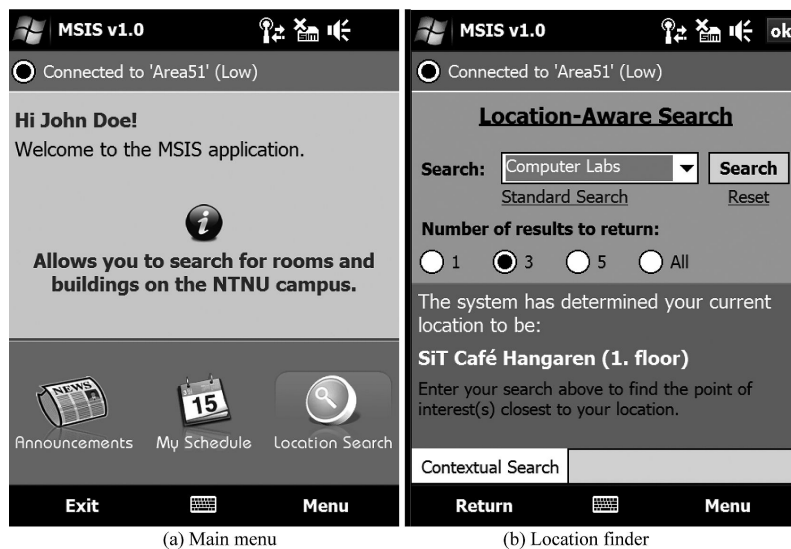 MSIS v1.0
Sim
Connected to 'Area51' (Low)
Hi John Doe!
Welcome to the MSIS application.
i
Allows you to search for rooms and
buildings on the NTNU campus.
NEWS
15
Announcements My Schedule Location Search
Exit Menu
(a) Main menu
MSIS v1.0
Sim
ok
Connected to 'Area51' (Low)
Location-Aware Search
Search: Computer Labs Search
Standard Search Reset
Number of results to return:
1 3 5 All
The system has determined your current
location to be:
SiT Café Hangaren (1. floor)
Enter your search above to find the point of
interest(s) closest to your location.
Contextual Search
Return Menu
(b) Location finder